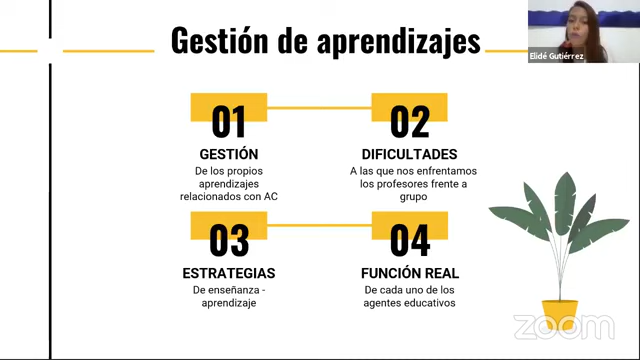 Gestión de aprendizajes
Elidé Gutiérrez
01
GESTIÓN
De los propios
aprendizajes
relacionados con AC
02
DIFICULTADES
A las que nos enfrentamos
los profesores frente a
grupo
03
ESTRATEGIAS
De enseñanza -
aprendizaje
04
FUNCIÓN REAL
De cada uno de los
agentes educativos
zoom